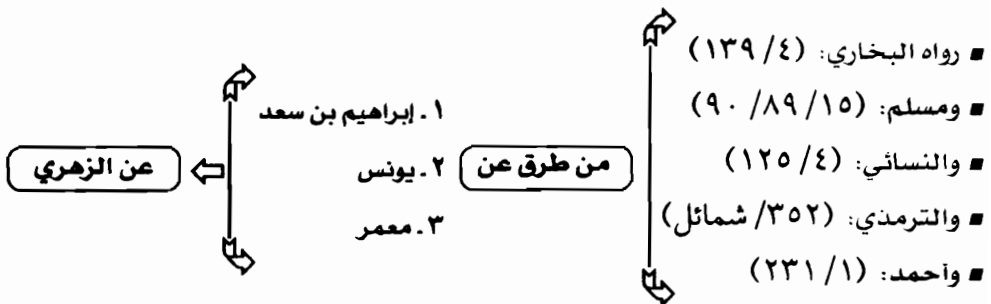 ■ رواه البخاري: (٤/ ١٣٩)
■ ومسلم: (١٥/ ٨٩/ ٩٠)
■ والنسائي: (٤/ ١٢٥)
■ والترمذي: (٣٥٢/ شمائل)
■ وأحمد: (١/ ٢٣١)
من طرق عن
١. إبراهيم بن سعد
٢. يونس
٣. معمر
عن الزهري